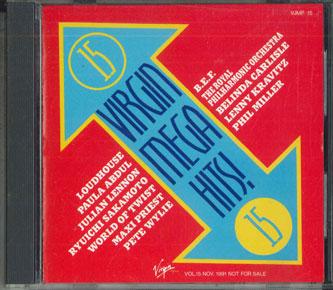 VJMP-15
15
VIRGIN
MEGA
HITS!
B.E.F.
THE ROYAL
PHILHARMONIC ORCHESTRA
BELINDA CARLISLE
LENNY KRAVITZ
PHIL MILLER
LOUDHOUSE
PAULA ABDUL
JULIAN LENNON
RYUICHI SAKAMOTO
WORLD OF TWIST
MAXI PRIEST
PETE WYLIE
15
Virgin
VOL.15 NOV. 1991 NOT FOR SALE